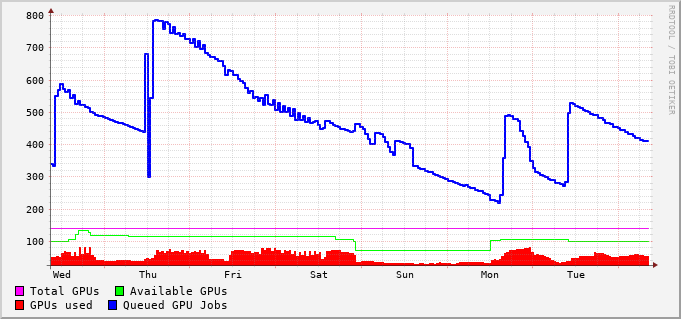 800
700
600
500
400
300
200
100
Wed Thu Fri Sat Sun Mon Tue
Total GPUs Available GPUs
GPUs used Queued GPU Jobs
RRDTOOL / TOBI OETIKER